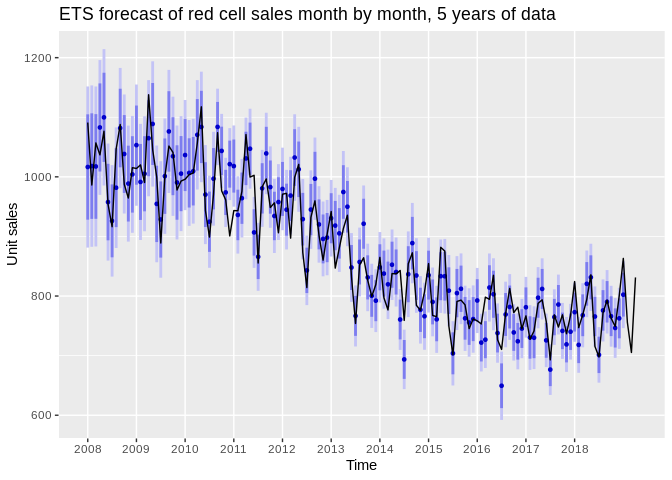 ETS forecast of red cell sales month by month, 5 years of data
Unit sales
1200
1000
800
600
2008 2009 2010 2011 2012 2013 2014 2015 2016 2017 2018
Time